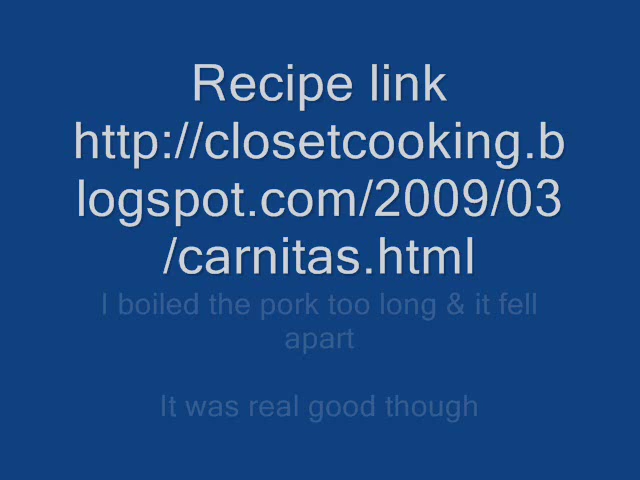 Recipe link
http://closetcooking.b
logspot.com/2009/03
/carnitas.html
I boiled the pork too long & it fell
apart
It was real good though